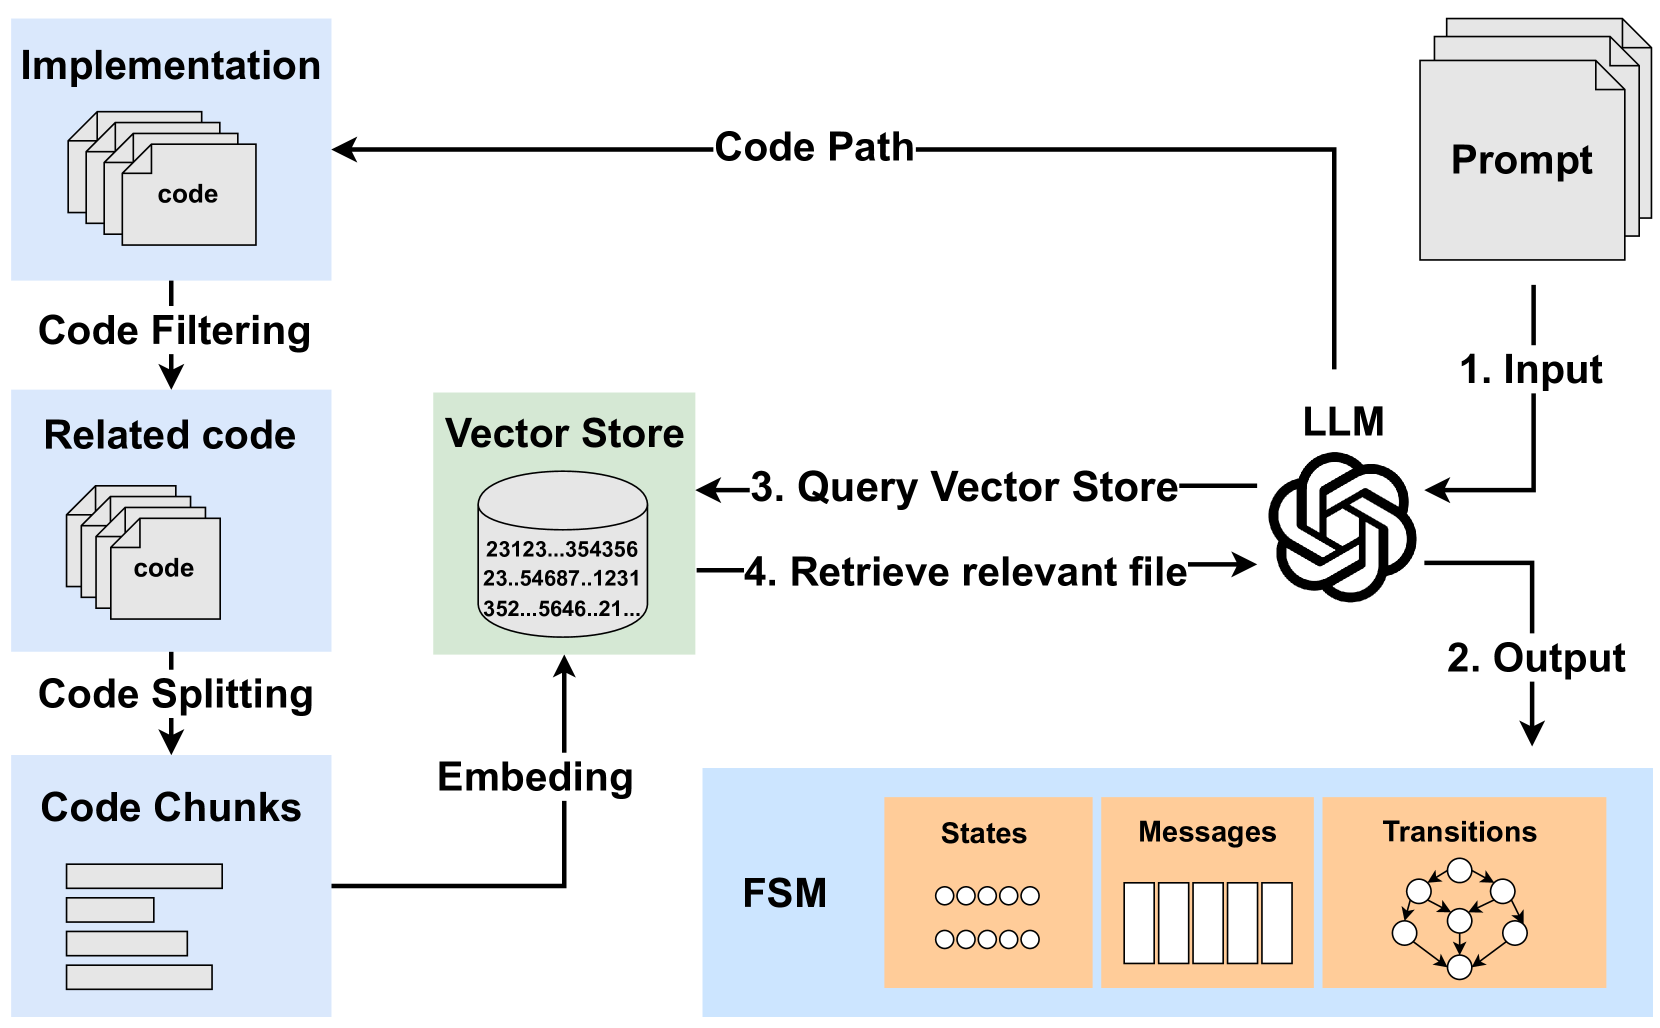 Implementation
code
Code Path
Prompt
Code Filtering
1. Input
Related code
code
Vector Store
23123...354356
23..54687..1231
352...5646..21...
LLM
3. Query Vector Store
4. Retrieve relevant file
2. Output
Code Splitting
Embeding
Code Chunks
FSM
States
Messages
Transitions